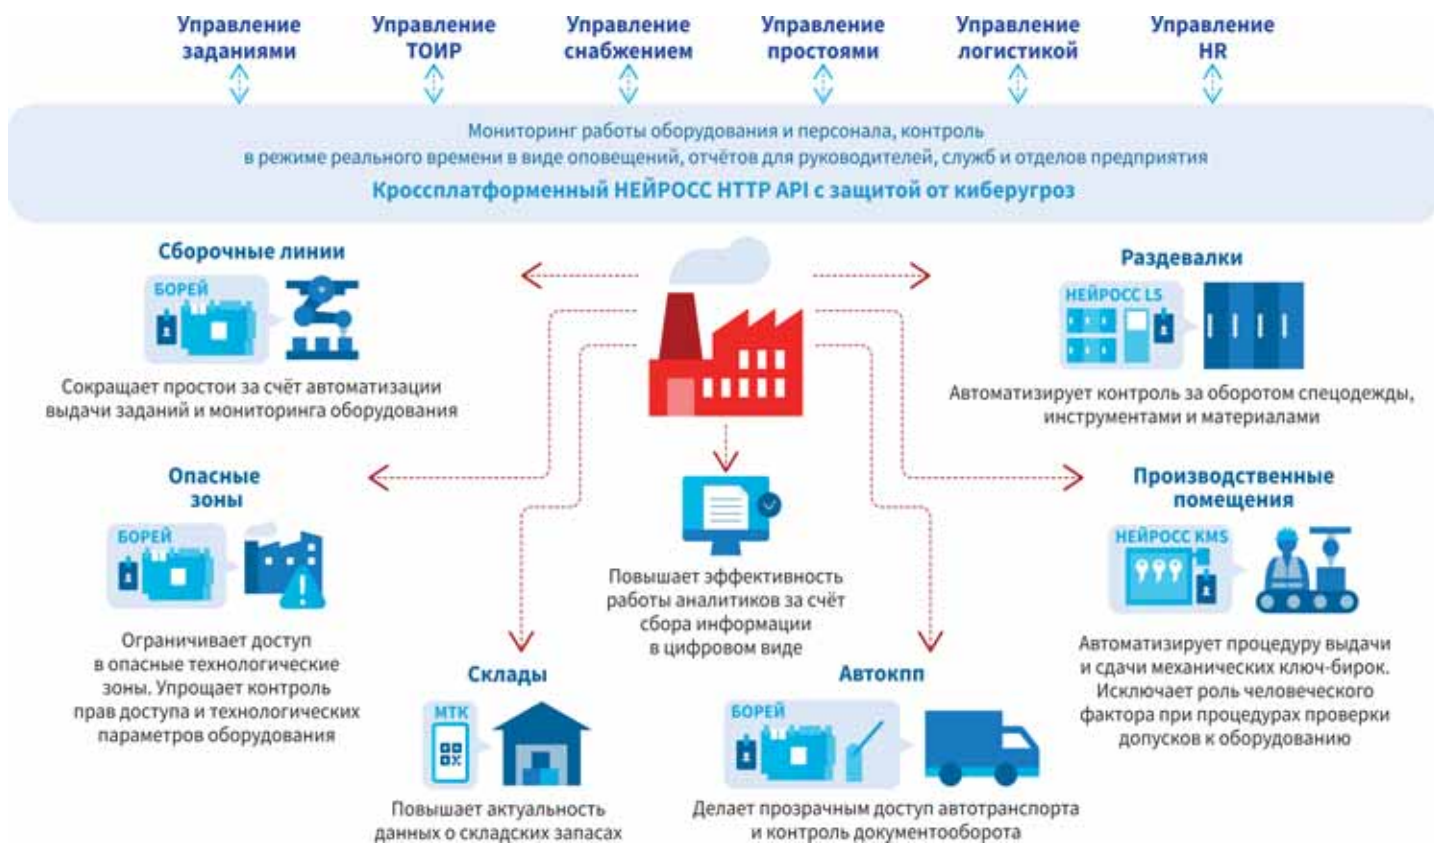 Управление
заданиями
Управление
ТОИР
Управление
снабжением
Управление
простоями
Управление
логистикой
Управление
HR
Мониторинг работы оборудования и персонала, контроль
в режиме реального времени в виде оповещений, отчётов для руководителей, служб и отделов предприятия
Кроссплатформенный НЕЙРОСС HTTP API с защитой от киберугроз
Сборочные линии
БОРЕЙ
Сокращает простои за счёт автоматизации
выдачи заданий и мониторинга оборудования
Раздевалки
НЕЙРОСС LS
Автоматизирует контроль за оборотом спецодежды,
инструментами и материалами
Опасные
зоны
БОРЕЙ
Ограничивает доступ
в опасные технологические
зоны. Упрощает контроль
прав доступа и технологических
параметров оборудования
Повышает эффективность
работы аналитиков за счёт
сбора информации
в цифровом виде
Производственные
помещения
НЕЙРОСС KMS
Автоматизирует процедуру выдачи
и сдачи механических ключ-бирок.
Исключает роль человеческого
фактора при процедурах проверки
допусков к оборудованию
Склады
МТК
Повышает актуальность
данных о складских запасах
Автокпп
БОРЕЙ
Делает прозрачным доступ автотранспорта
и контроль документооборота